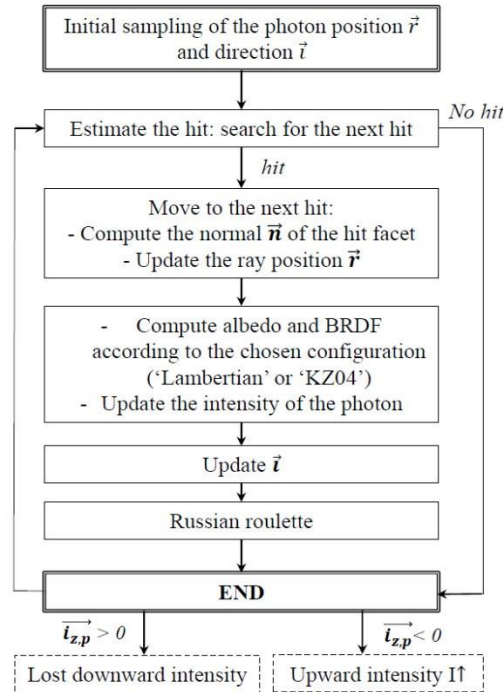 Initial sampling of the photon position r⃗
and direction i⃗
Estimate the hit: search for the next hit
No hit
hit
Move to the next hit:
- Compute the normal n⃗ of the hit facet
- Update the ray position r⃗
- Compute albedo and BRDF
according to the chosen configuration
(‘Lambertian’ or ‘KZ04’)
- Update the intensity of the photon
Update i⃗
Russian roulette
END
i⃗z,p > 0
i⃗z,p < 0
Lost downward intensity
Upward intensity I↑